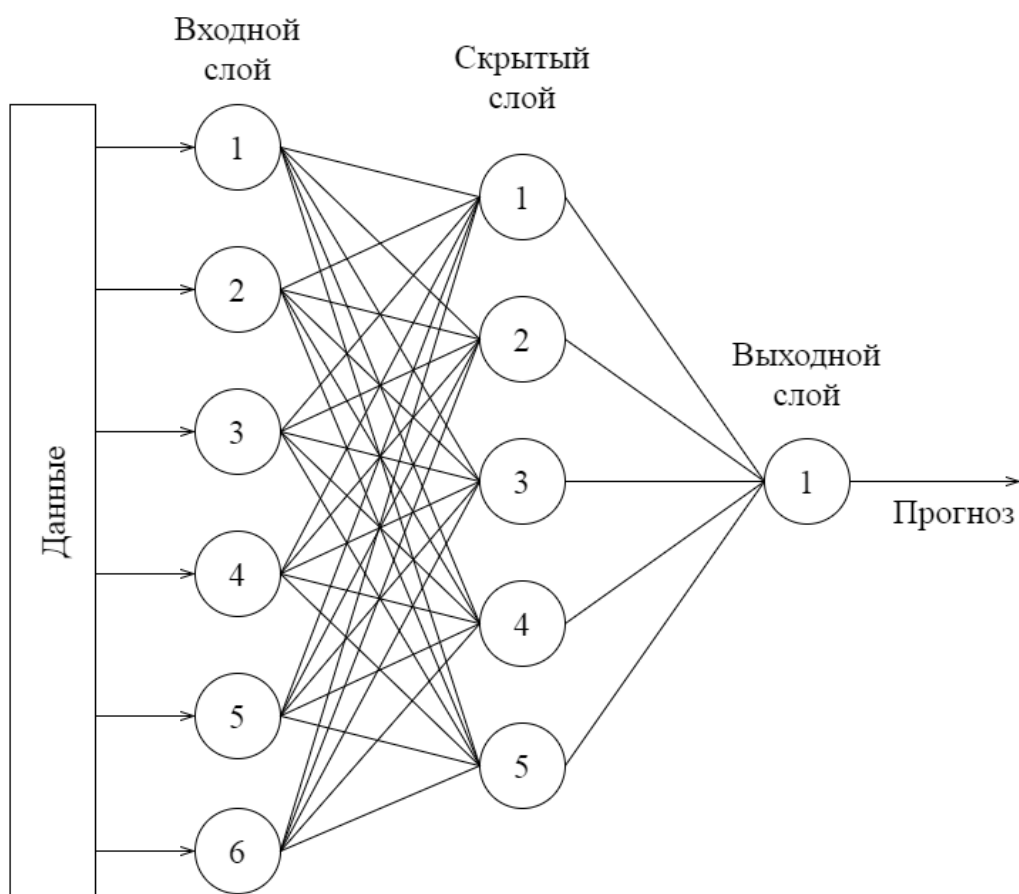 Входной
слой
Скрытый
слой
Выходной
слой
Данные
1
2
3
4
5
6
1
2
3
4
5
1
Прогноз